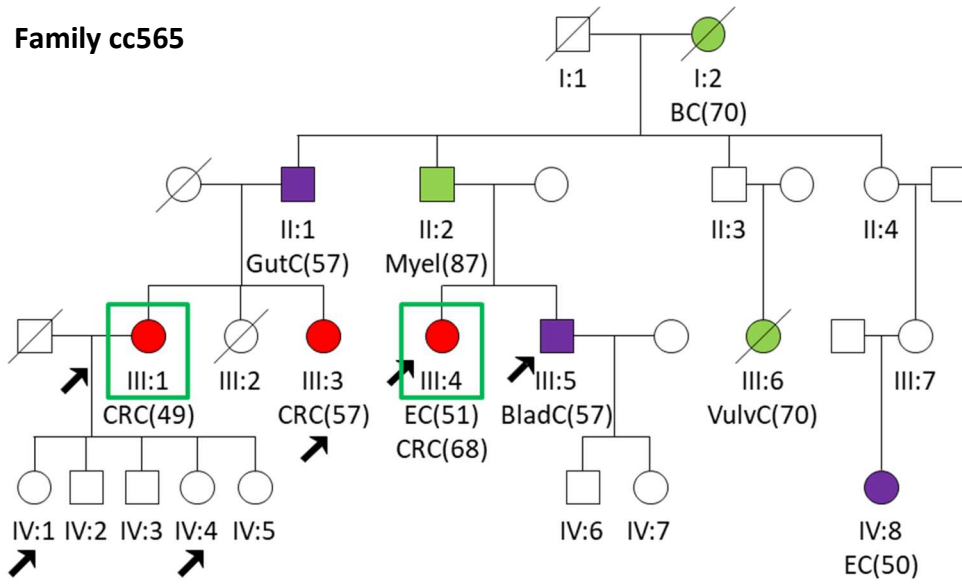 Family cc565
I:1
I:2
BC(70)
II:1
GutC(57)
II:2
Myel(87)
II:3
II:4
III:1
CRC(49)
III:2
III:3
CRC(57)
III:4
EC(51)
CRC(68)
III:5
BladC(57)
III:6
VulvC(70)
III:7
IV:1
IV:2
IV:3
IV:4
IV:5
IV:6
IV:7
IV:8
EC(50)